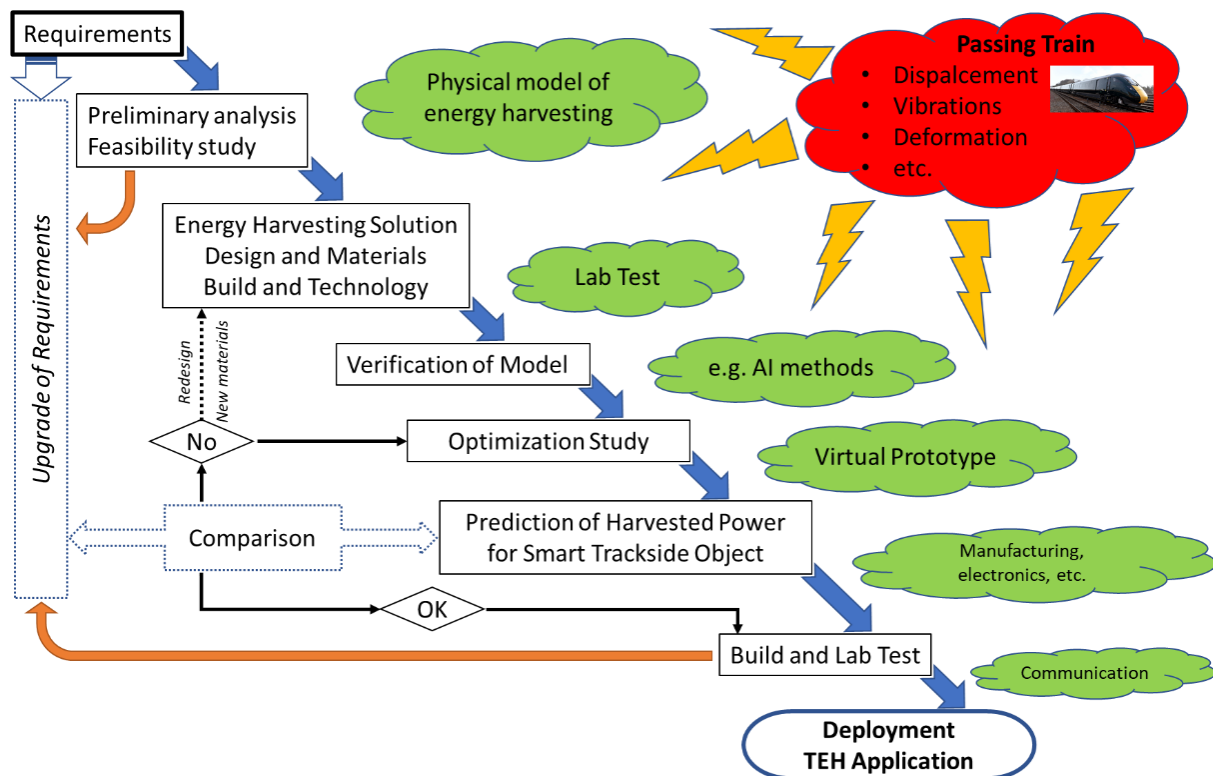 Requirements
Preliminary analysis
Feasibility study
Upgrade of Requirements
Energy Harvesting Solution
Design and Materials
Build and Technology
Redesign
New materials
Verification of Model
No
Optimization Study
Comparison
Prediction of Harvested Power
for Smart Trackside Object
OK
Build and Lab Test
Deployment
TEH Application
Physical model of
energy harvesting
Lab Test
e.g. AI methods
Virtual Prototype
Manufacturing,
electronics, etc.
Communication
Passing Train
• Dispalcement
• Vibrations
• Deformation
• etc.